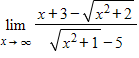 lim x→∞ (x+3−√(x²+2)) / (√(x²+1)−5)